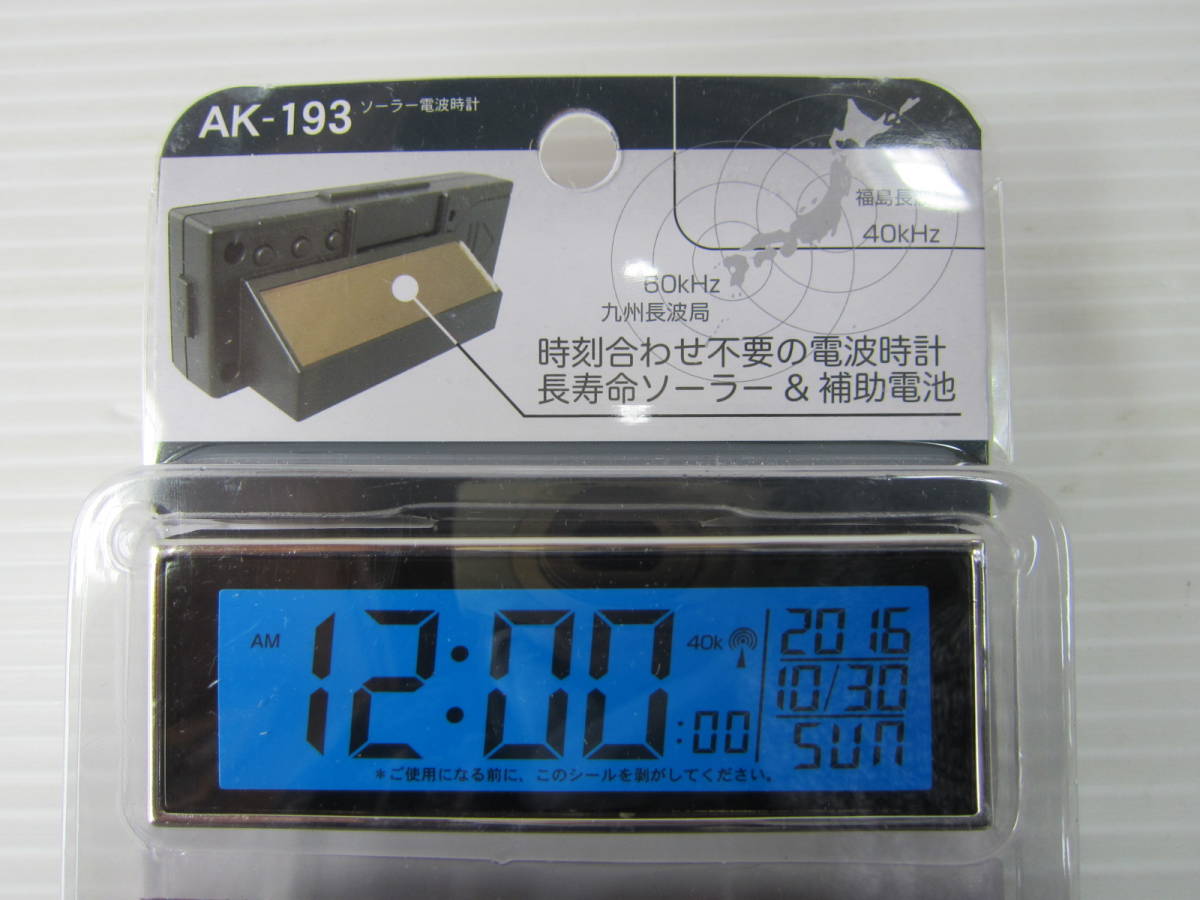 AK-193 ソーラー電波時計
40kHz
60kHz
九州長波局
時刻合わせ不要の電波時計
長寿命ソーラー&補助電池
AM 12:00:00 40k
2016
10/30
SUN
*ご使用になる前に、このシールを剥がしてください。